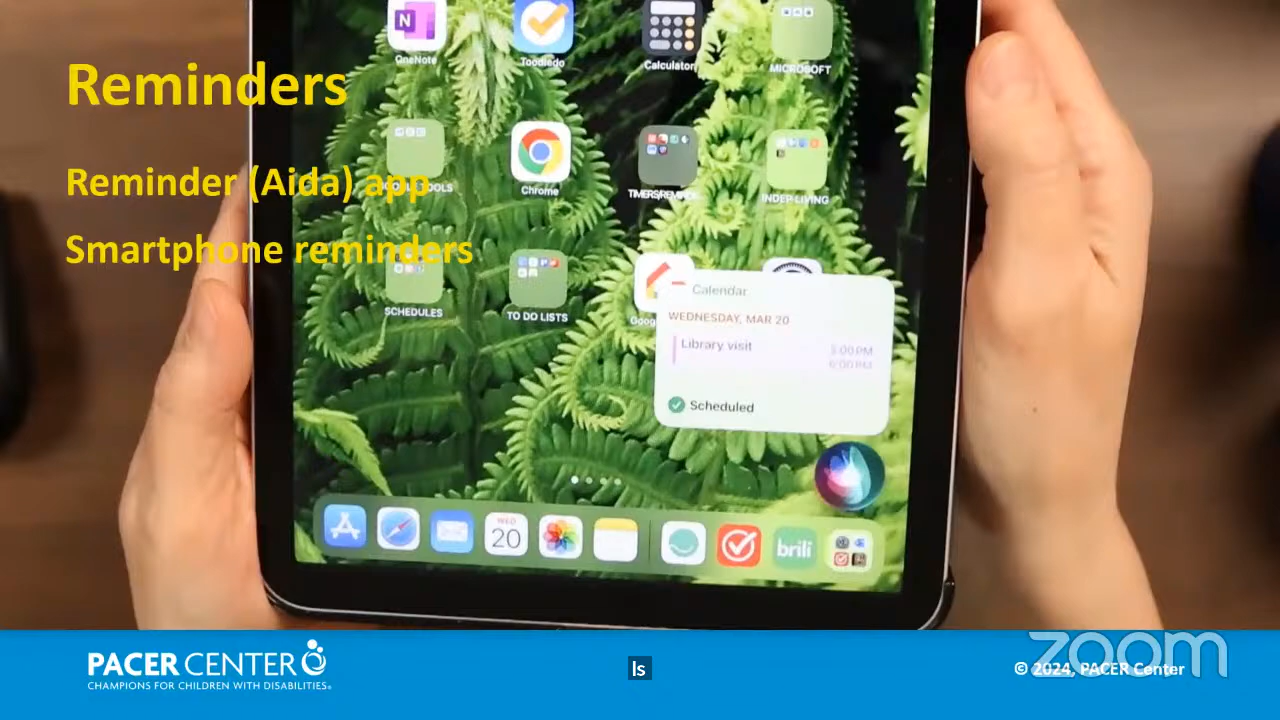 Reminders
Reminder (Aida) app
Smartphone reminders
N
OneNote
Toodledo
Calculator
MICROSOFT
Chrome
INDEP LIVING
SCHEDULES
TO DO LISTS
Calendar
WEDNESDAY, MAR 20
Library visit
5:00 PM
6:00 PM
Scheduled
WED
20
brili
PACER CENTER
CHAMPIONS FOR CHILDREN WITH DISABILITIES®
Is
© 2024, PACER Center
zoom